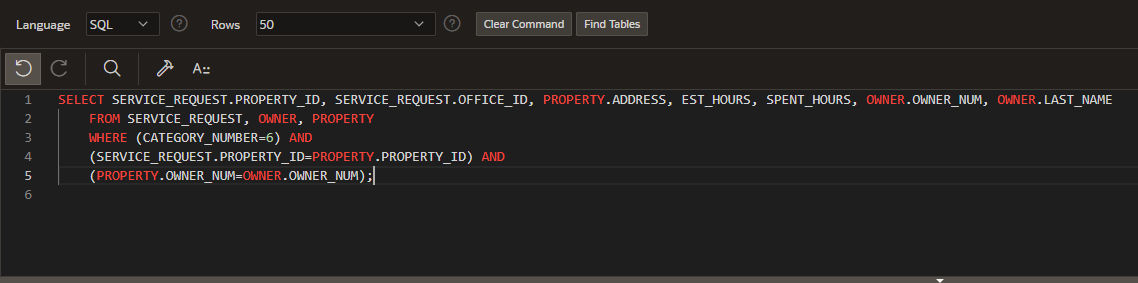 Language SQL ? Rows 50 ? Clear Command Find Tables
A::
1 SELECT SERVICE_REQUEST.PROPERTY_ID, SERVICE_REQUEST.OFFICE_ID, PROPERTY.ADDRESS, EST_HOURS, SPENT_HOURS, OWNER.OWNER_NUM, OWNER.LAST_NAME
2 FROM SERVICE_REQUEST, OWNER, PROPERTY
3 WHERE (CATEGORY_NUMBER=6) AND
4 (SERVICE_REQUEST.PROPERTY_ID=PROPERTY.PROPERTY_ID) AND
5 (PROPERTY.OWNER_NUM=OWNER.OWNER_NUM);
6